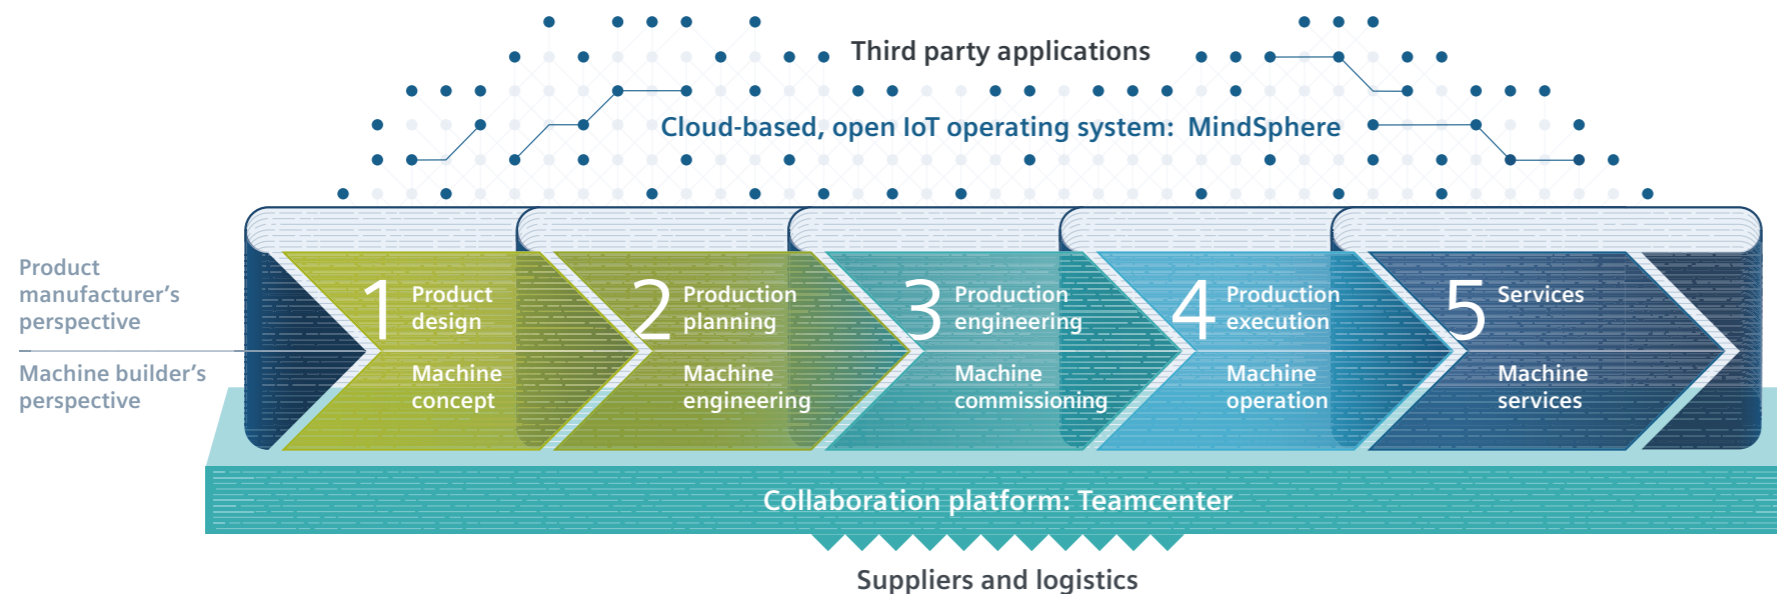 Third party applications
Cloud-based, open IoT operating system: MindSphere
Product
manufacturer’s
perspective
Machine builder’s
perspective
1 Product
design
Machine
concept
2 Production
planning
Machine
engineering
3 Production
engineering
Machine
commissioning
4 Production
execution
Machine
operation
5 Services
Machine
services
Collaboration platform: Teamcenter
Suppliers and logistics